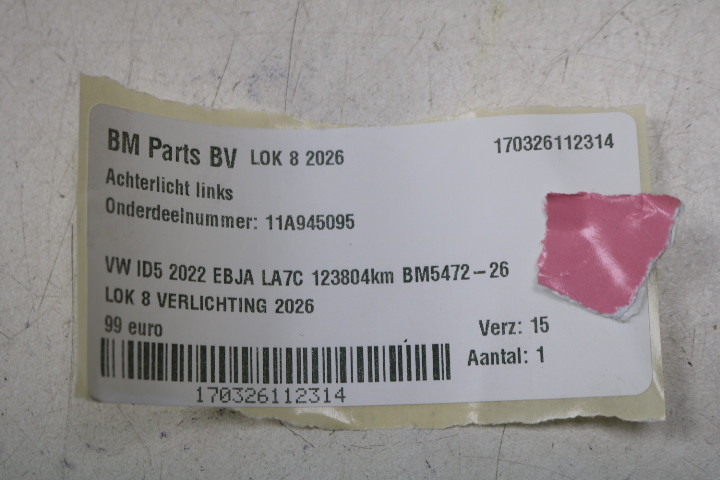 BM Parts BV LOK 8 2026 170326112314
Achterlicht links
Onderdeelnummer: 11A945095
VW ID5 2022 EBJA LA7C 123804km BM5472-26
LOK 8 VERLICHTING 2026
99 euro Verz: 15
Aantal: 1
170326112314